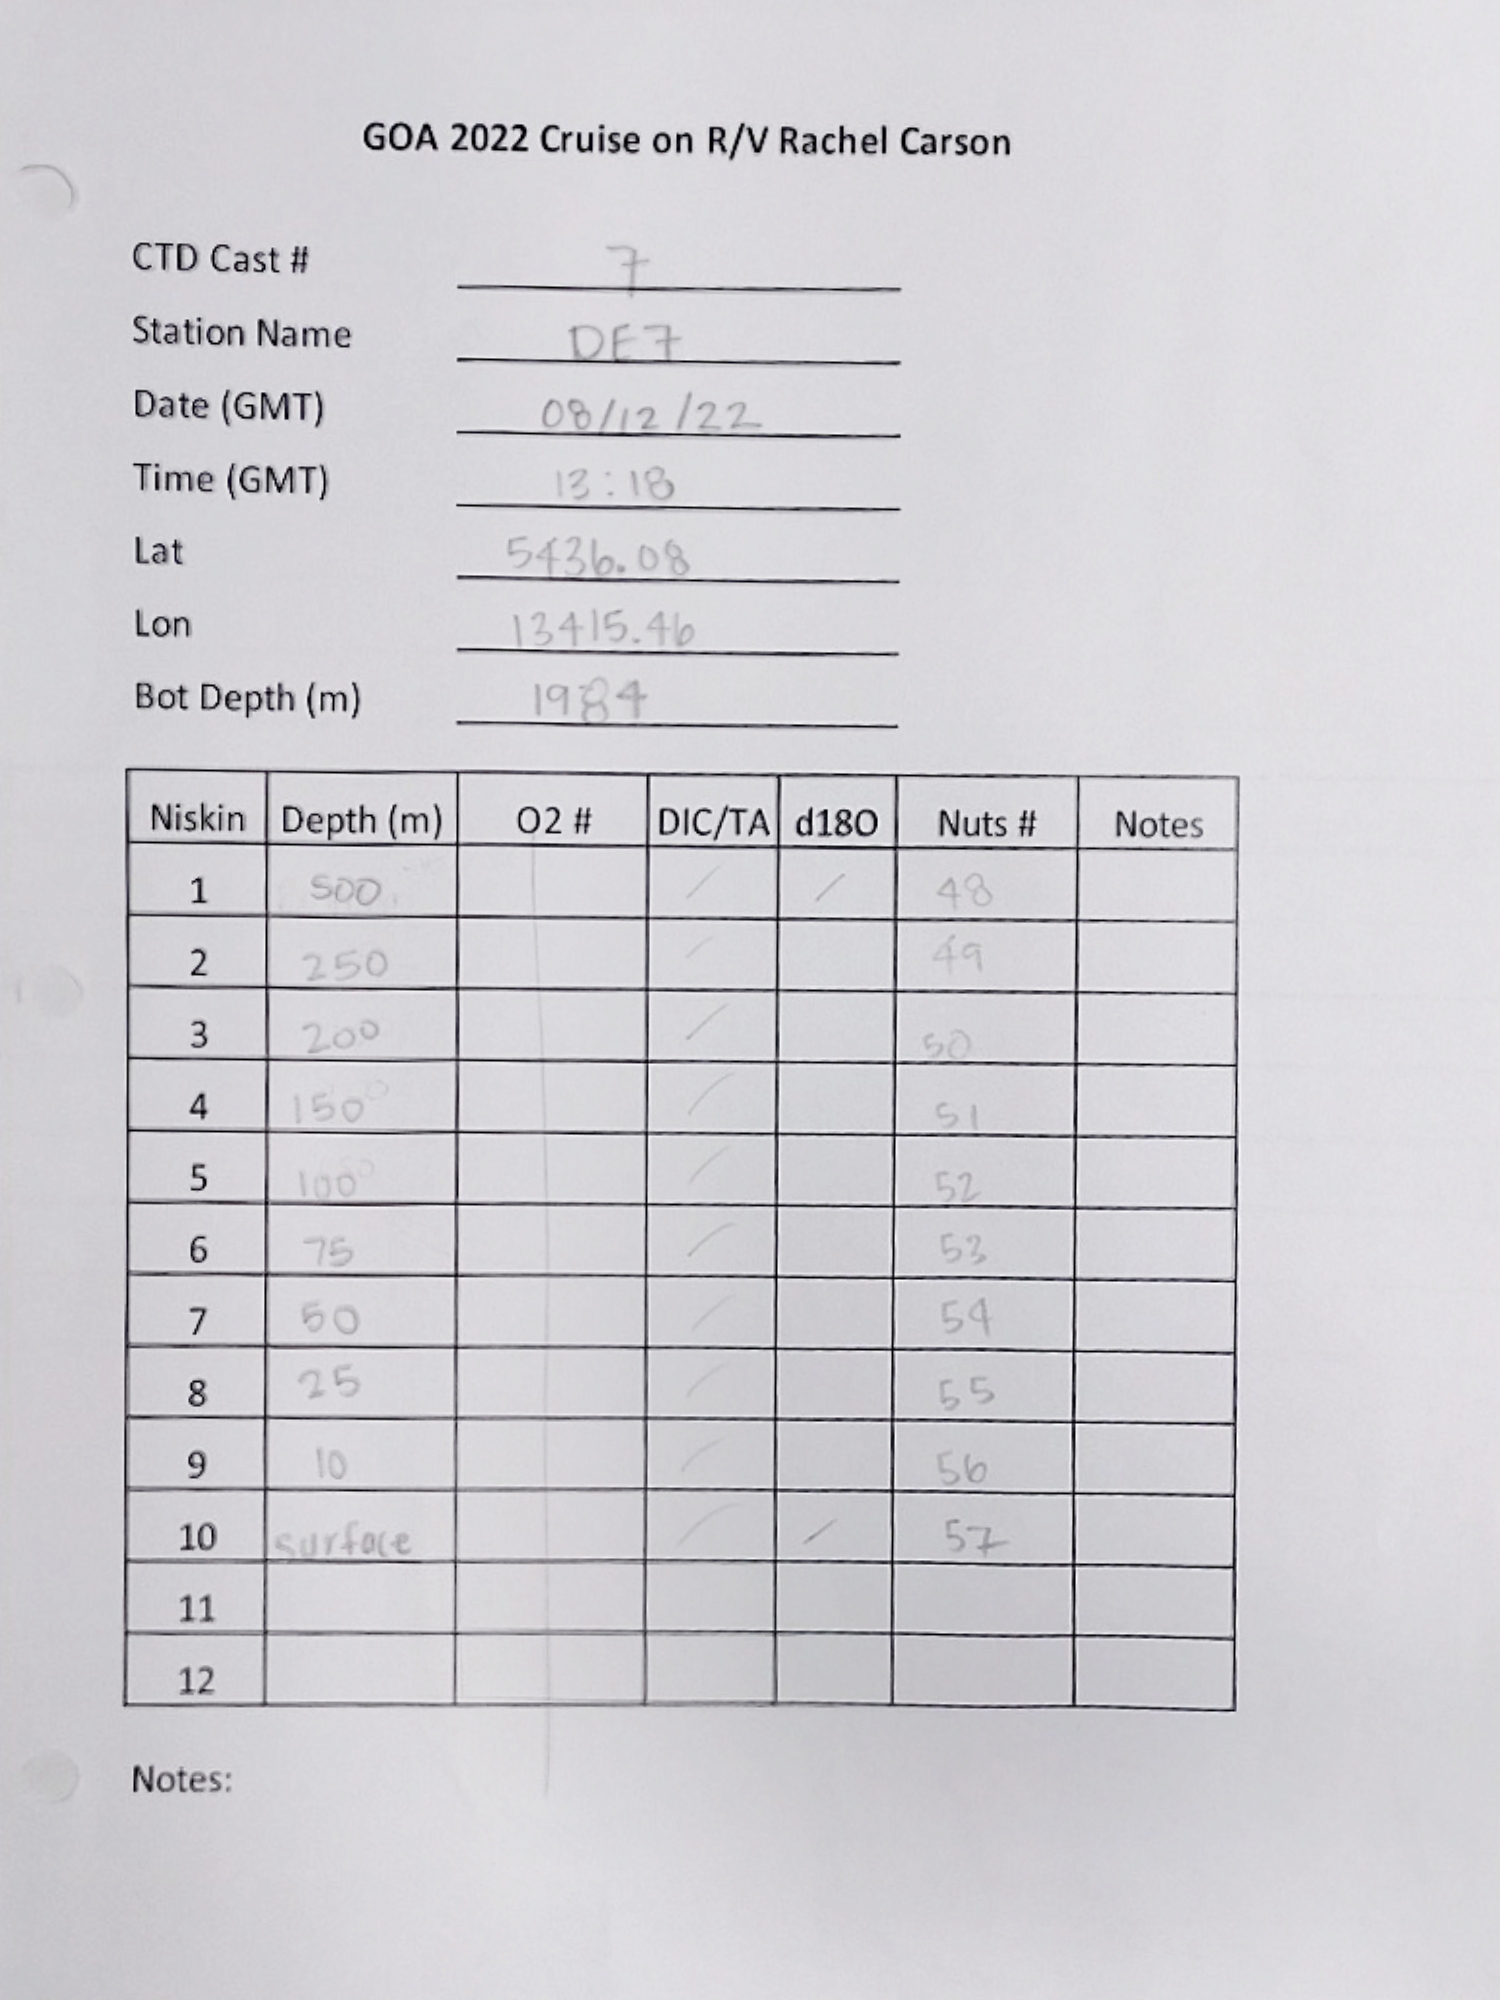 GOA 2022 Cruise on R/V Rachel Carson
CTD Cast # 7
Station Name DE7
Date (GMT) 08/12/22
Time (GMT) 13:18
Lat 5436.08
Lon 13415.46
Bot Depth (m) 1984
Niskin Depth (m) O2 # DIC/TA d18O Nuts # Notes
1 500 / / 48
2 250 / 49
3 200 / 50
4 150 / 51
5 100 / 52
6 75 / 53
7 50 / 54
8 25 / 55
9 10 / 56
10 surface / / 57
11
12
Notes: